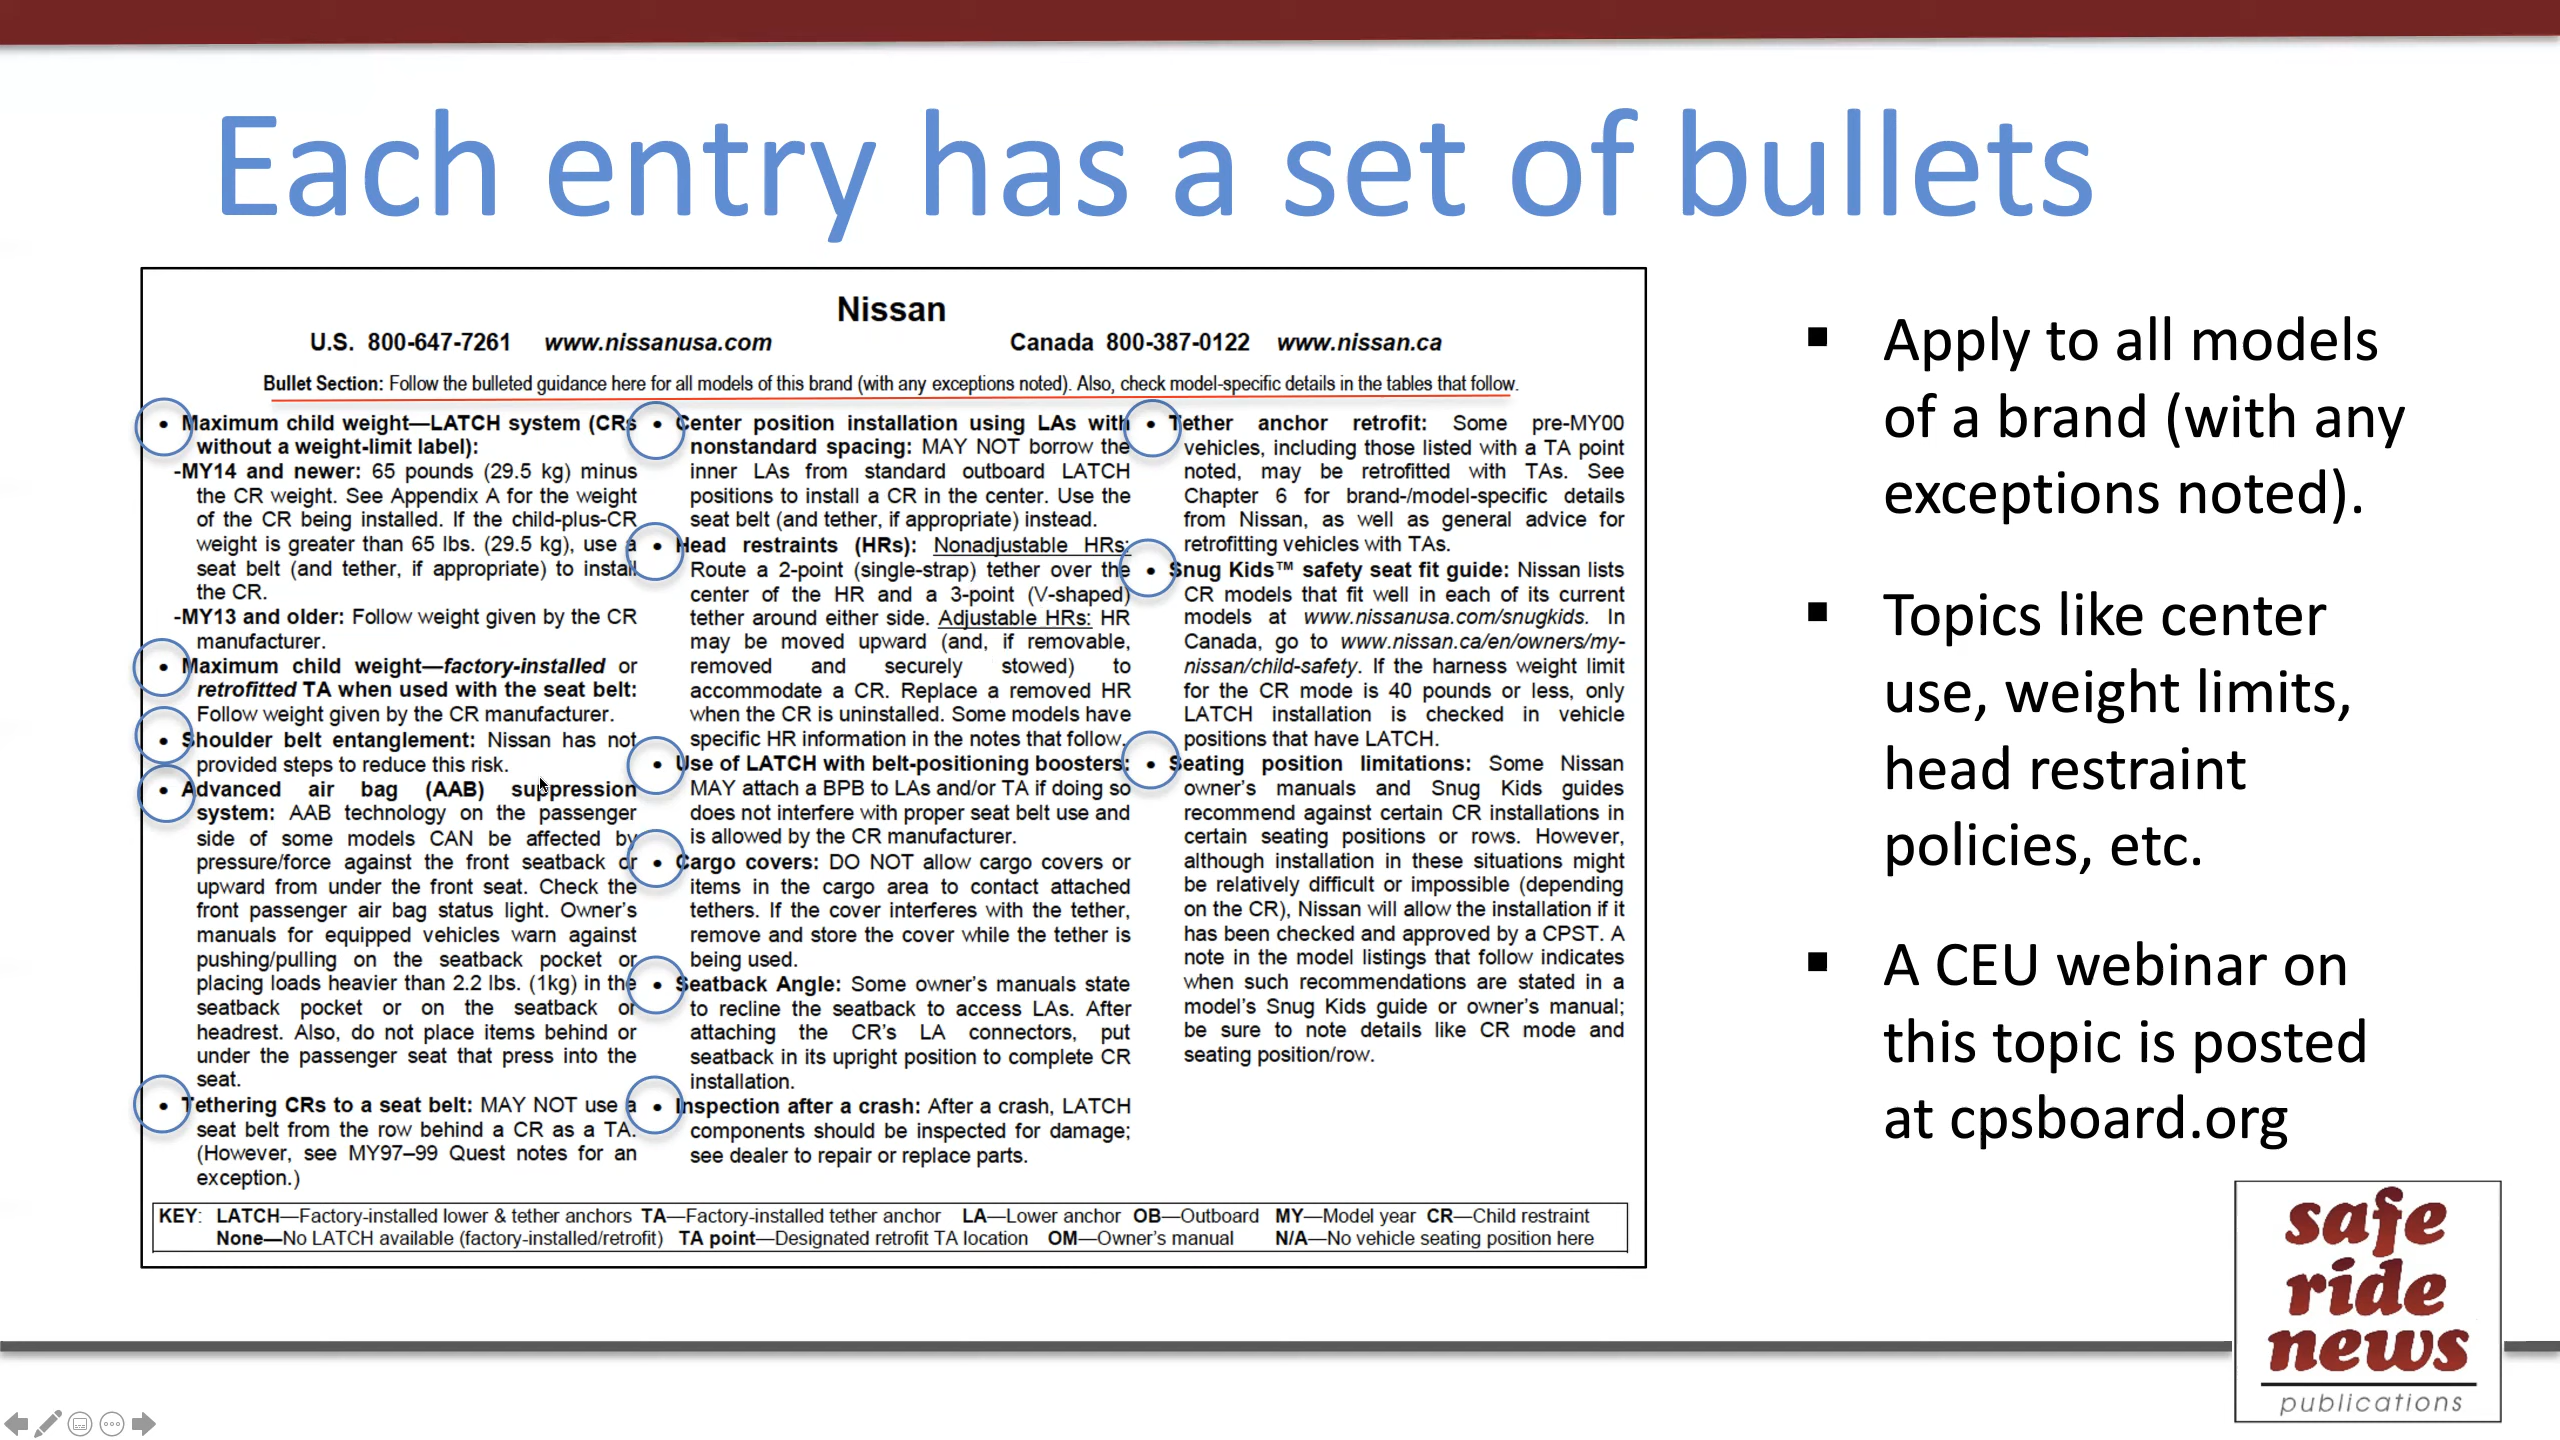 Each entry has a set of bullets
Nissan
U.S. 800-647-7261 www.nissanusa.com Canada 800-387-0122 www.nissan.ca
Bullet Section: Follow the bulleted guidance here for all models of this brand (with any exceptions noted). Also, check model-specific details in the tables that follow.
• Maximum child weight—LATCH system (CRs
without a weight-limit label):
-MY14 and newer: 65 pounds (29.5 kg) minus
the CR weight. See Appendix A for the weight
of the CR being installed. If the child-plus-CR
weight is greater than 65 lbs. (29.5 kg), use a
seat belt (and tether, if appropriate) to install
the CR.
-MY13 and older: Follow weight given by the CR
manufacturer.
• Maximum child weight—factory-installed or
retrofitted TA when used with the seat belt:
Follow weight given by the CR manufacturer.
• Shoulder belt entanglement: Nissan has not
provided steps to reduce this risk.
• Advanced air bag (AAB) suppression
system: AAB technology on the passenger
side of some models CAN be affected by
pressure/force against the front seatback or
upward from under the front seat. Check the
front passenger air bag status light. Owner's
manuals for equipped vehicles warn against
pushing/pulling on the seatback pocket or
placing loads heavier than 2.2 lbs. (1kg) in the
seatback pocket or on the seatback or
headrest. Also, do not place items behind or
under the passenger seat that press into the
seat.
• Tethering CRs to a seat belt: MAY NOT use a
seat belt from the row behind a CR as a TA.
(However, see MY97–99 Quest notes for an
exception.)
• Center position installation using LAs with
nonstandard spacing: MAY NOT borrow the
inner LAs from standard outboard LATCH
positions to install a CR in the center. Use the
seat belt (and tether, if appropriate) instead.
• Head restraints (HRs): Nonadjustable HRs:
Route a 2-point (single-strap) tether over the
center of the HR and a 3-point (V-shaped)
tether around either side. Adjustable HRs: HR
may be moved upward (and, if removable,
removed and securely stowed) to
accommodate a CR. Replace a removed HR
when the CR is uninstalled. Some models have
specific HR information in the notes that follow.
• Use of LATCH with belt-positioning boosters:
MAY attach a BPB to LAs and/or TA if doing so
does not interfere with proper seat belt use and
is allowed by the CR manufacturer.
• Cargo covers: DO NOT allow cargo covers or
items in the cargo area to contact attached
tethers. If the cover interferes with the tether,
remove and store the cover while the tether is
being used.
• Seatback Angle: Some owner's manuals state
to recline the seatback to access LAs. After
attaching the CR's LA connectors, put
seatback in its upright position to complete CR
installation.
• Inspection after a crash: After a crash, LATCH
components should be inspected for damage;
see dealer to repair or replace parts.
• Tether anchor retrofit: Some pre-MY00
vehicles, including those listed with a TA point
noted, may be retrofitted with TAs. See
Chapter 6 for brand-/model-specific details
from Nissan, as well as general advice for
retrofitting vehicles with TAs.
• Snug Kids™ safety seat fit guide: Nissan lists
CR models that fit well in each of its current
models at www.nissanusa.com/snugkids. In
Canada, go to www.nissan.ca/en/owners/my-
nissan/child-safety. If the harness weight limit
for the CR mode is 40 pounds or less, only
LATCH installation is checked in vehicle
positions that have LATCH.
• Seating position limitations: Some Nissan
owner's manuals and Snug Kids guides
recommend against certain CR installations in
certain seating positions or rows. However,
although installation in these situations might
be relatively difficult or impossible (depending
on the CR), Nissan will allow the installation if it
has been checked and approved by a CPST. A
note in the model listings that follow indicates
when such recommendations are stated in a
model's Snug Kids guide or owner's manual;
be sure to note details like CR mode and
seating position/row.
KEY: LATCH—Factory-installed lower & tether anchors TA—Factory-installed tether anchor LA—Lower anchor OB—Outboard MY—Model year CR—Child restraint
None—No LATCH available (factory-installed/retrofit) TA point—Designated retrofit TA location OM—Owner's manual N/A—No vehicle seating position here
▪ Apply to all models
of a brand (with any
exceptions noted).
▪ Topics like center
use, weight limits,
head restraint
policies, etc.
▪ A CEU webinar on
this topic is posted
at cpsboard.org
safe
ride
news
publications